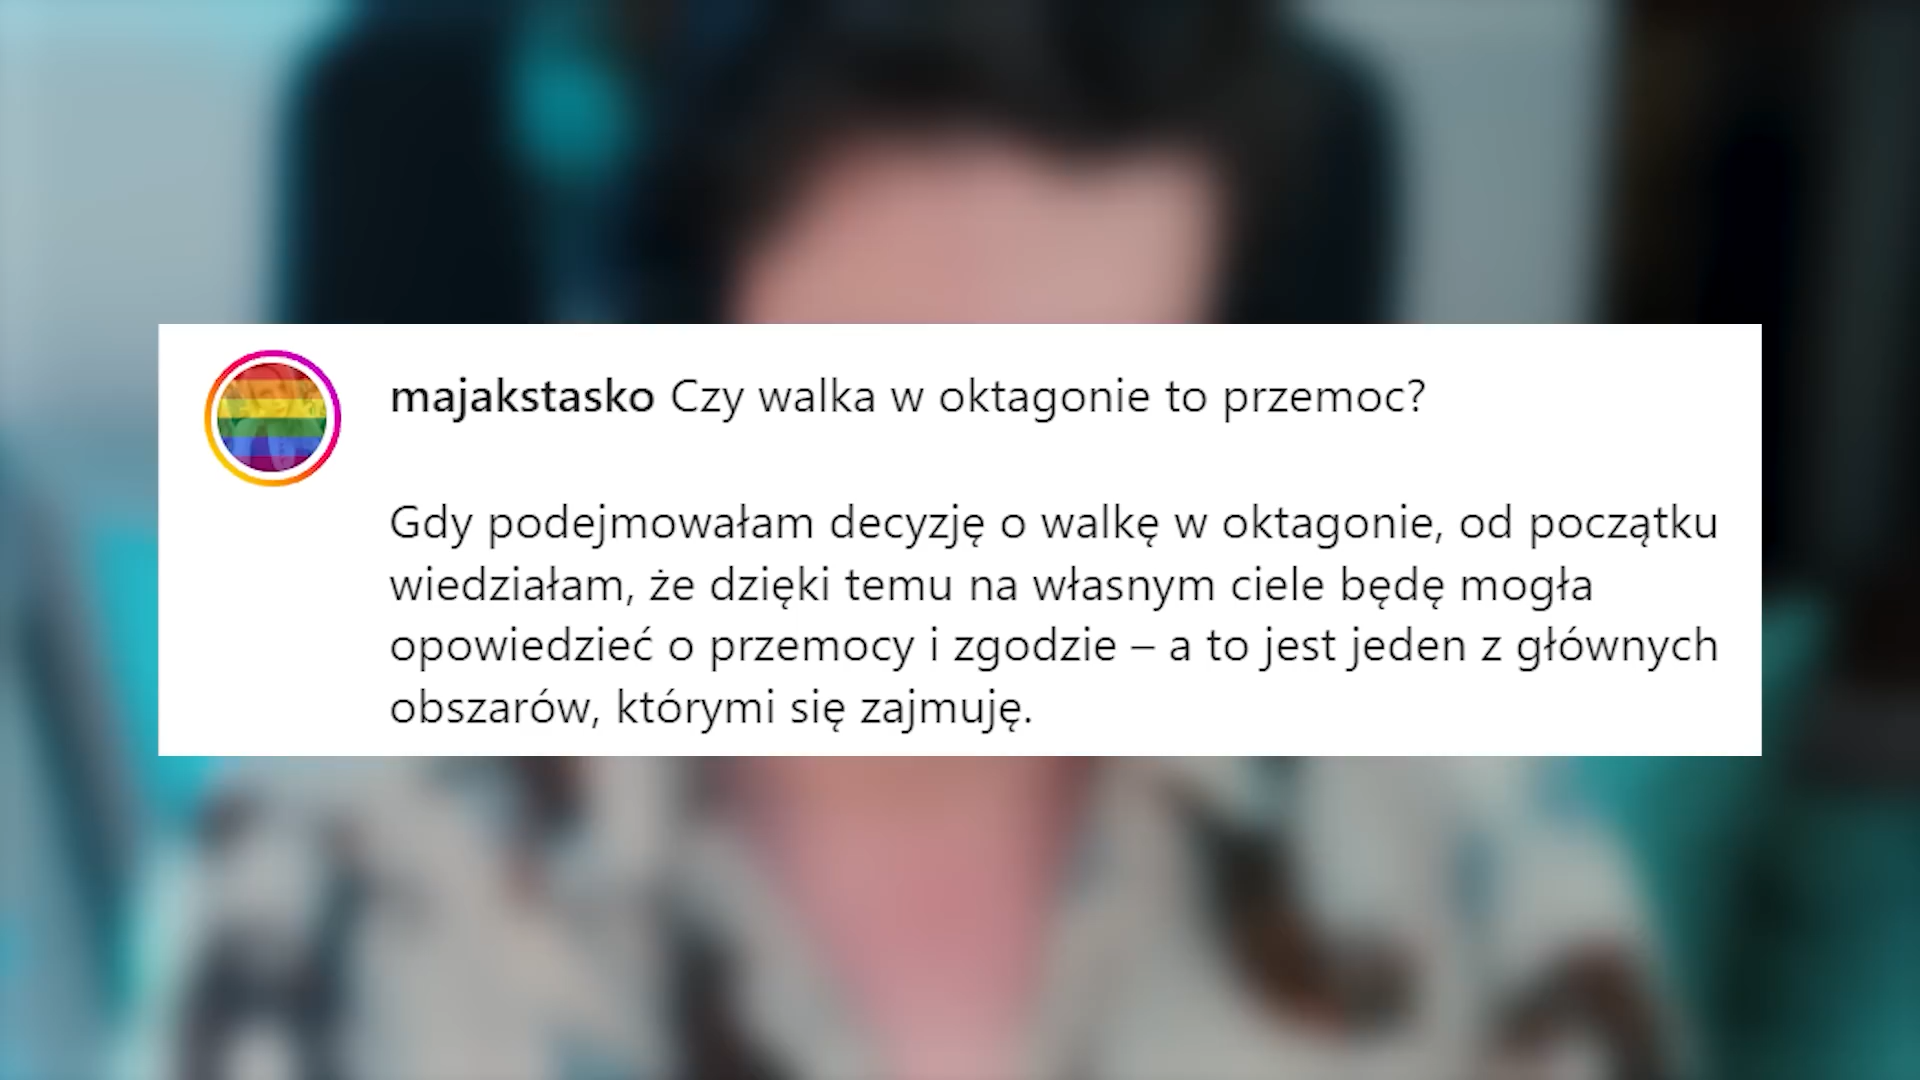 majakstasko Czy walka w oktagonie to przemoc?
Gdy podejmowałam decyzję o walkę w oktagonie, od początku
wiedziałam, że dzięki temu na własnym ciele będę mogła
opowiedzieć o przemocy i zgodzie – a to jest jeden z głównych
obszarów, którymi się zajmuję.